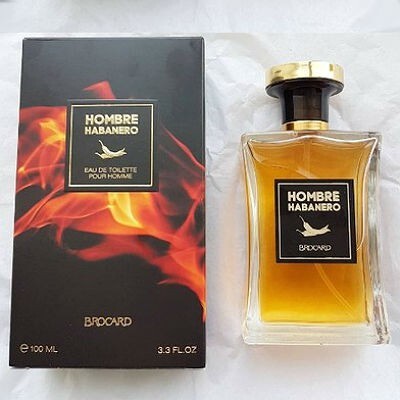 HOMBRE
HABANERO
EAU DE TOILETTE
POUR HOMME
BROCARD
℮ 100 ML
3.3 FL.OZ
HOMBRE
HABANERO
BROCARD